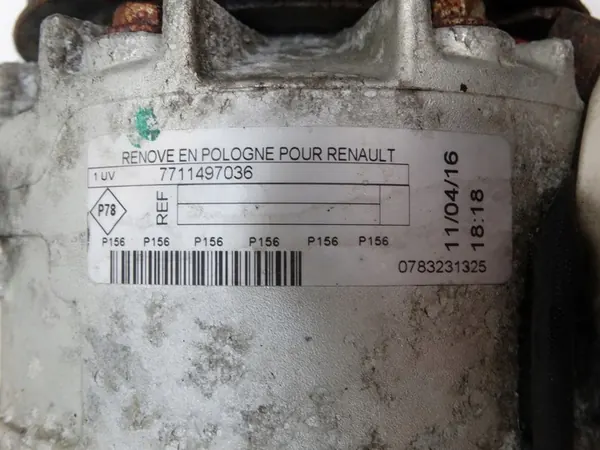 RENOVE EN POLOGNE POUR RENAULT
1 UV 7711497036
P78
REF
P156 P156 P156 P156 P156 P156
0783231325
11/04/16
18:18